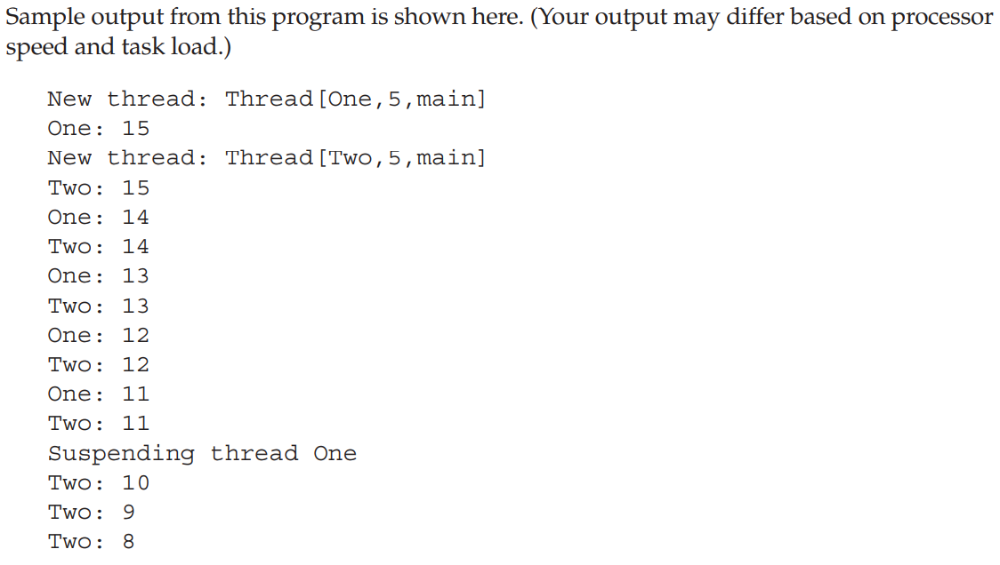 Sample output from this program is shown here. (Your output may differ based on processor
speed and task load.)
New thread: Thread[One,5,main]
One: 15
New thread: Thread[Two,5,main]
Two: 15
One: 14
Two: 14
One: 13
Two: 13
One: 12
Two: 12
One: 11
Two: 11
Suspending thread One
Two: 10
Two: 9
Two: 8